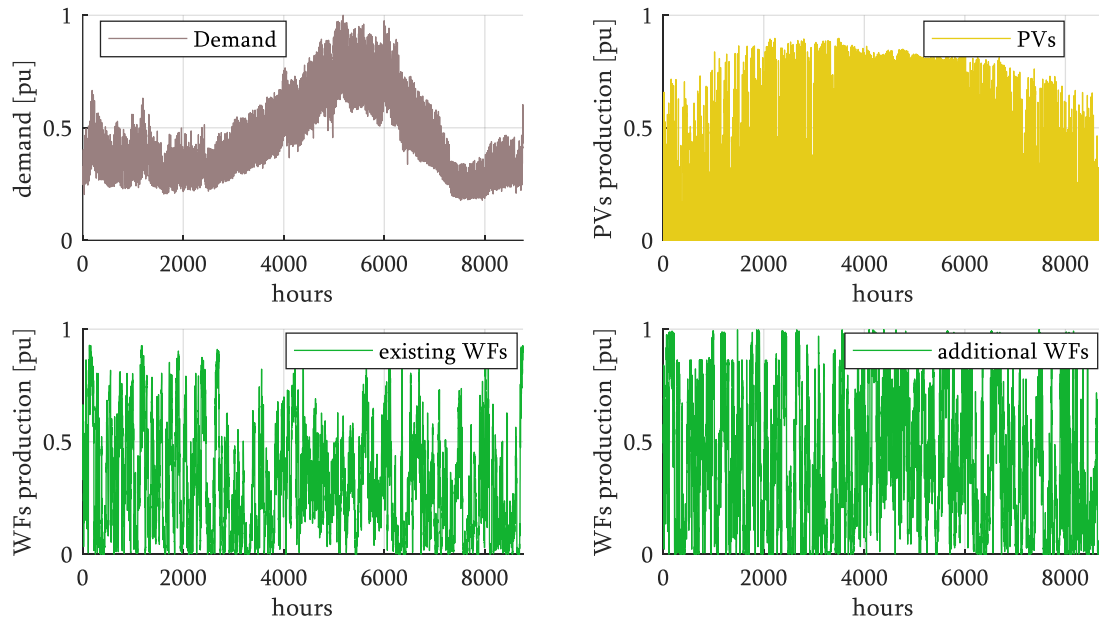 1
0.5
0
demand [pu]
Demand
0 2000 4000 6000 8000
hours
1
0.5
0
PVs production [pu]
PVs
0 2000 4000 6000 8000
hours
1
0.5
0
WFs production [pu]
existing WFs
0 2000 4000 6000 8000
hours
1
0.5
0
WFs production [pu]
additional WFs
0 2000 4000 6000 8000
hours